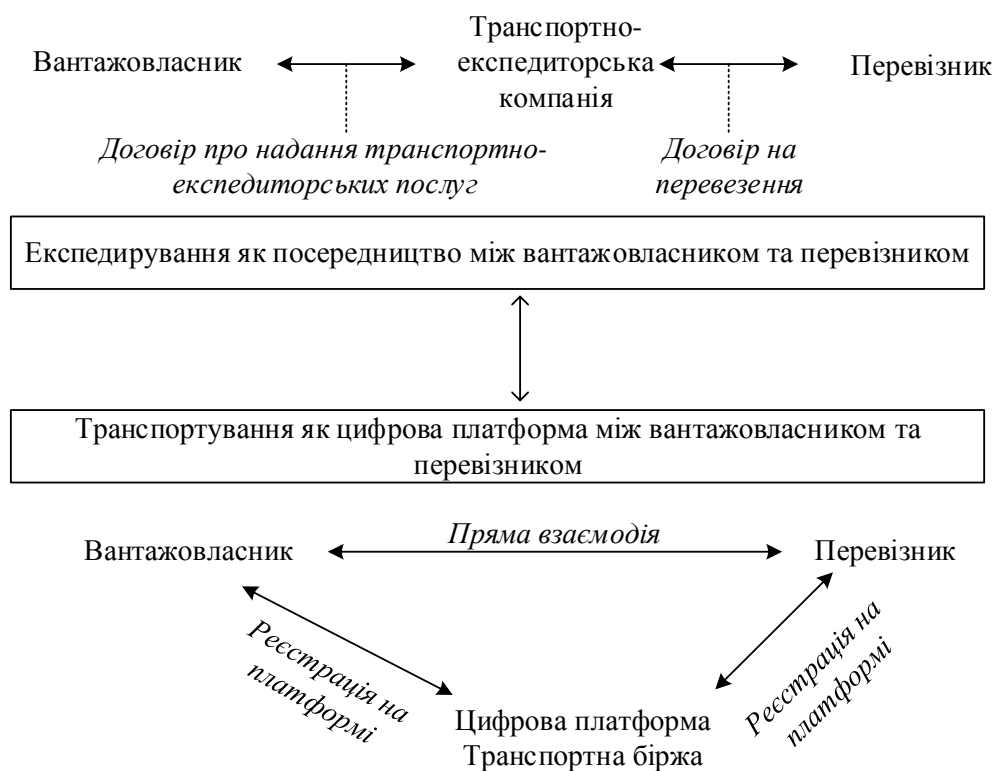 Вантажовласник
Транспортно-
експедиторська
компанія
Перевізник
Договір про надання транспортно-
експедиторських послуг
Договір на
перевезення
Експедирування як посередництво між вантажовласником та перевізником
Транспортування як цифрова платформа між вантажовласником та
перевізником
Пряма взаємодія
Вантажовласник
Перевізник
Реєстрація на
платформі
Реєстрація на
платформі
Цифрова платформа
Транспортна біржа